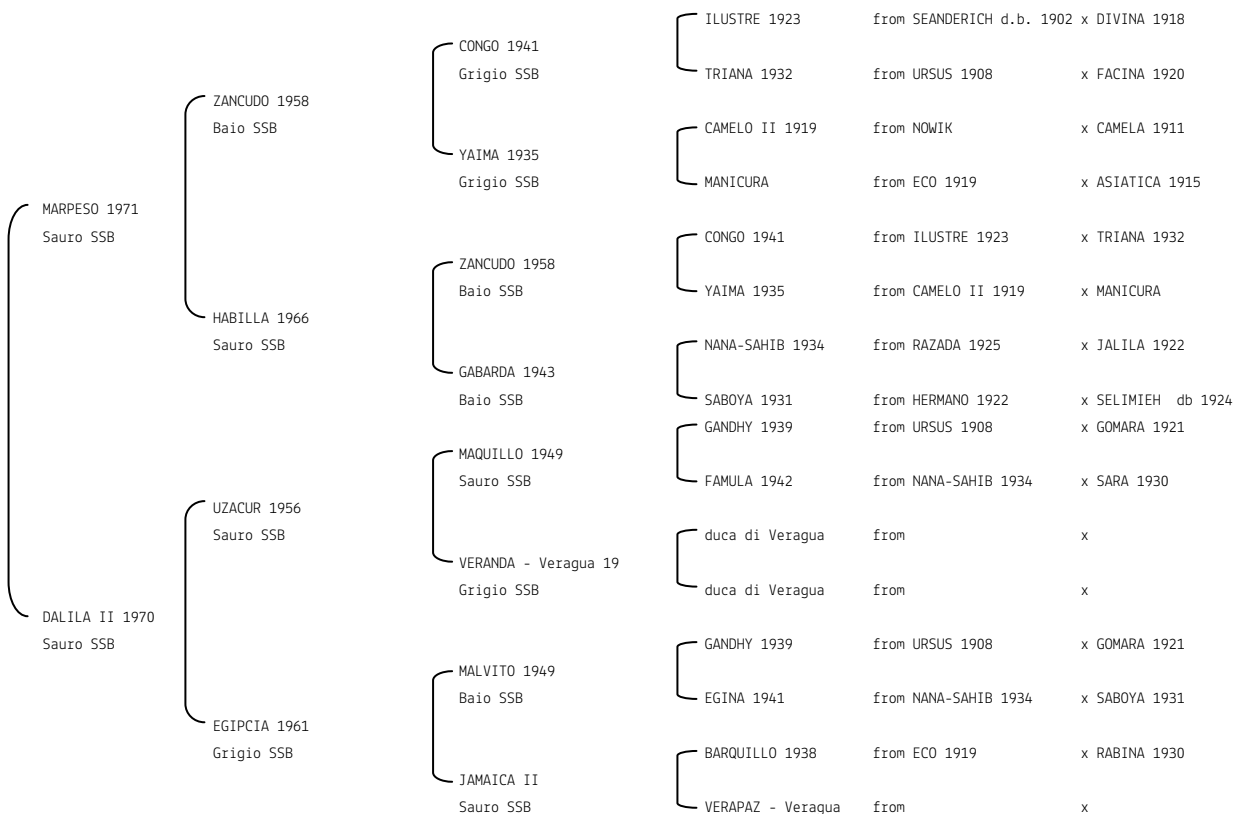 ILUSTRE 1923 from SEANDERICH d.b. 1902 x DIVINA 1918
CONGO 1941
Grigio SSB TRIANA 1932 from URSUS 1908 x FACINA 1920
ZANCUDO 1958
Baio SSB CAMELO II 1919 from NOWIK x CAMELA 1911
YAIMA 1935
Grigio SSB MANICURA from ECO 1919 x ASIATICA 1915
MARPESO 1971
Sauro SSB CONGO 1941 from ILUSTRE 1923 x TRIANA 1932
ZANCUDO 1958
Baio SSB YAIMA 1935 from CAMELO II 1919 x MANICURA
HABILLA 1966
Sauro SSB NANA-SAHIB 1934 from RAZADA 1925 x JALILA 1922
GABARDA 1943
Baio SSB SABOYA 1931 from HERMANO 1922 x SELIMIEH db 1924
GANDHY 1939 from URSUS 1908 x GOMARA 1921
MAQUILLO 1949
Sauro SSB FAMULA 1942 from NANA-SAHIB 1934 x SARA 1930
UZACUR 1956
Sauro SSB duca di Veragua from x
VERANDA - Veragua 19
Grigio SSB duca di Veragua from x
DALILA II 1970
Sauro SSB GANDHY 1939 from URSUS 1908 x GOMARA 1921
MALVITO 1949
Baio SSB EGINA 1941 from NANA-SAHIB 1934 x SABOYA 1931
EGIPCIA 1961
Grigio SSB BARQUILLO 1938 from ECO 1919 x RABINA 1930
JAMAICA II
Sauro SSB VERAPAZ - Veragua from x